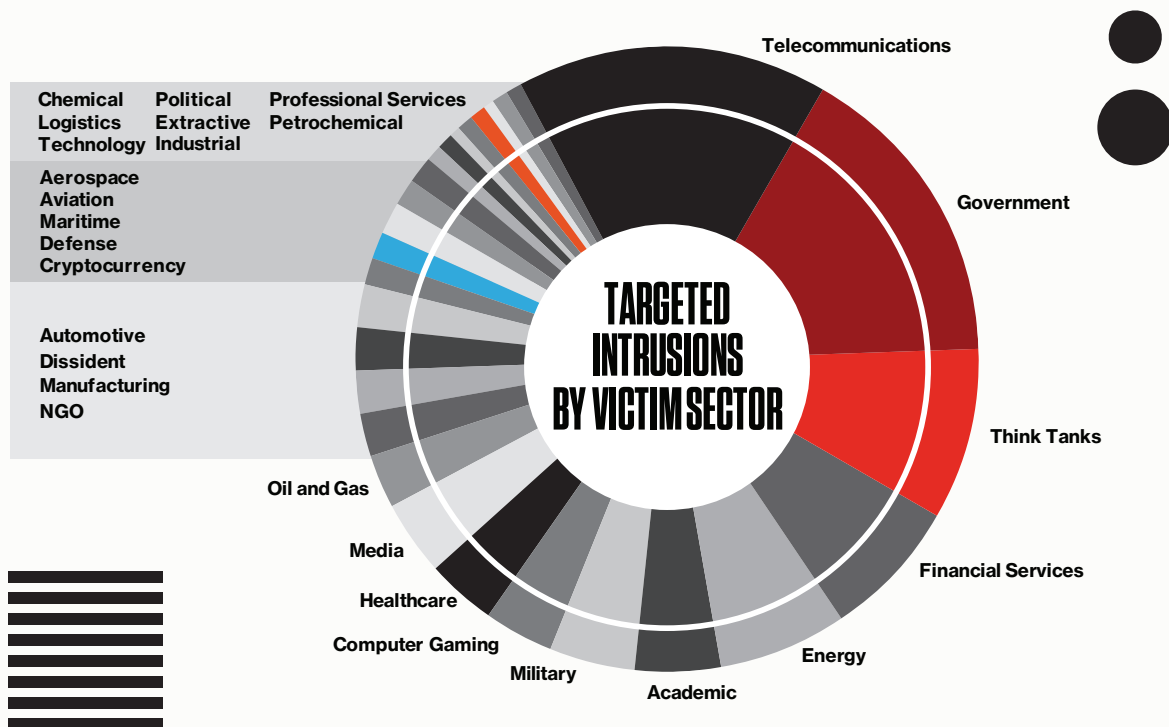 Telecommunications
Chemical Political Professional Services
Logistics Extractive Petrochemical
Technology Industrial
Aerospace
Aviation
Maritime
Defense
Cryptocurrency
Automotive
Dissident
Manufacturing
NGO
TARGETED
INTRUSIONS
BY VICTIM SECTOR
Government
Think Tanks
Financial Services
Energy
Academic
Military
Computer Gaming
Healthcare
Media
Oil and Gas